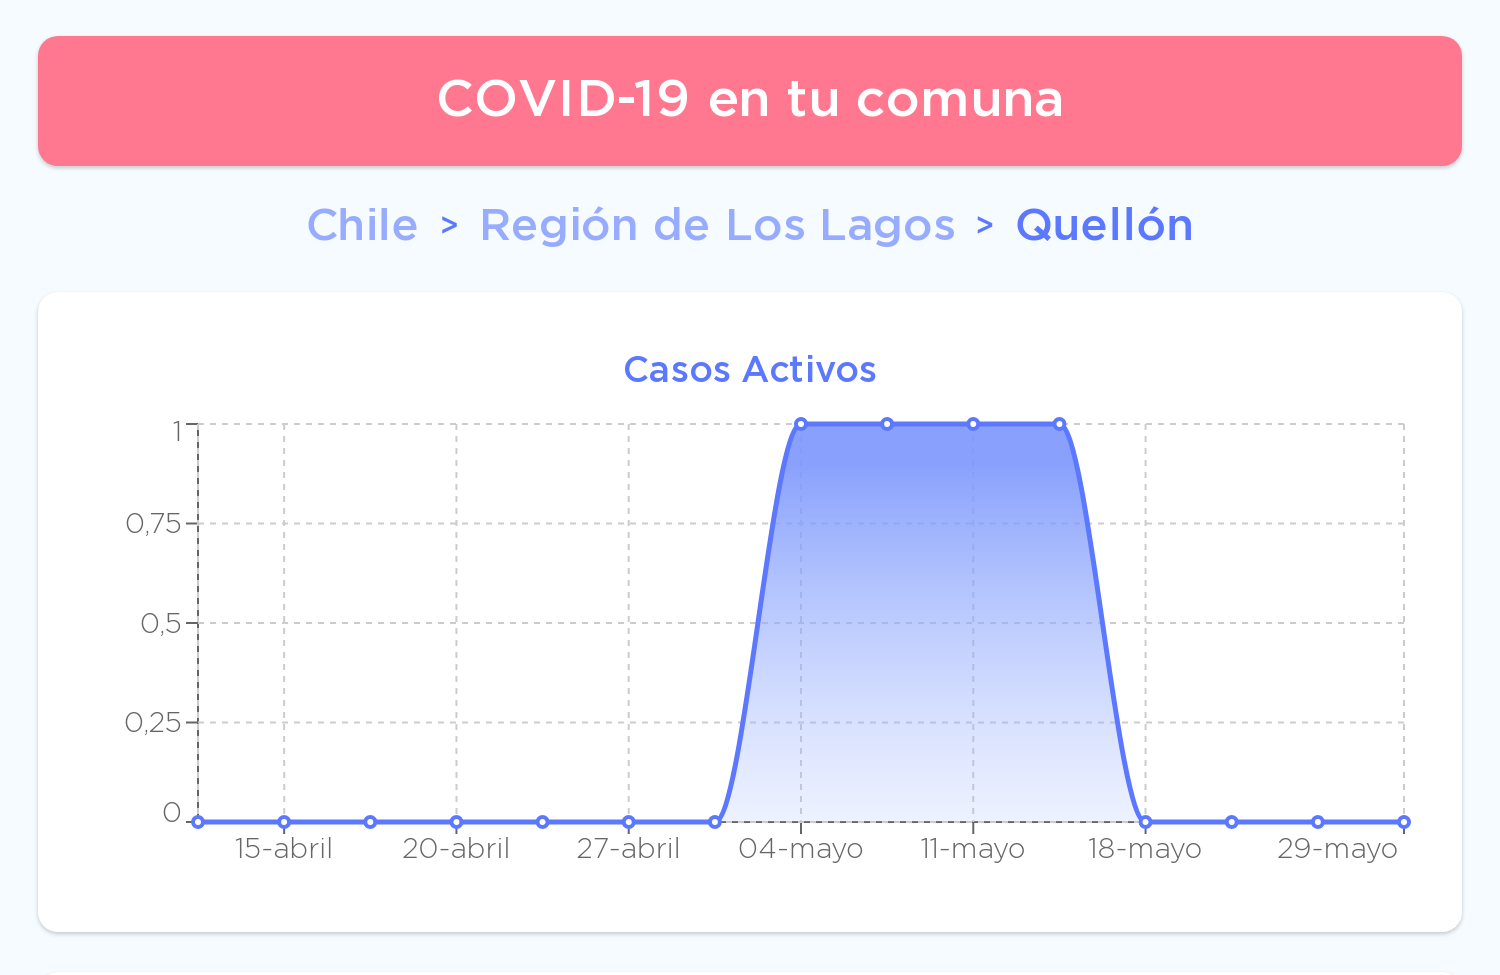 COVID-19 en tu comuna
Chile > Región de Los Lagos > Quellón
Casos Activos
1
0,75
0,5
0,25
0
15-abril 20-abril 27-abril 04-mayo 11-mayo 18-mayo 29-mayo